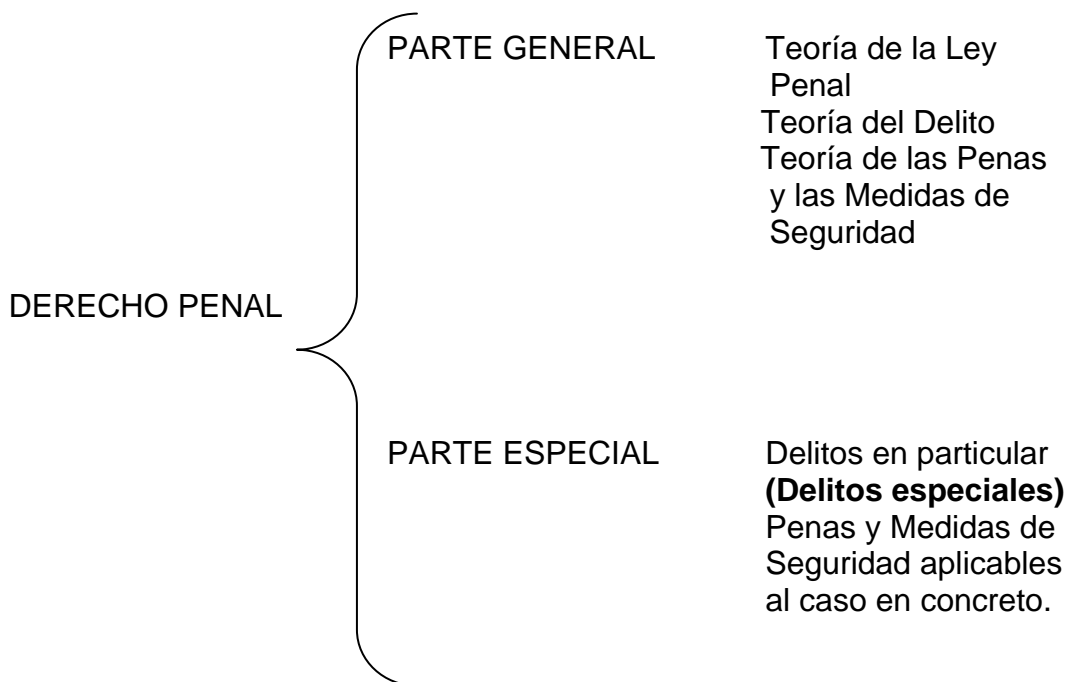 PARTE GENERAL
Teoría de la Ley
Penal
Teoría del Delito
Teoría de las Penas
y las Medidas de
Seguridad
DERECHO PENAL
PARTE ESPECIAL
Delitos en particular
(Delitos especiales)
Penas y Medidas de
Seguridad aplicables
al caso en concreto.